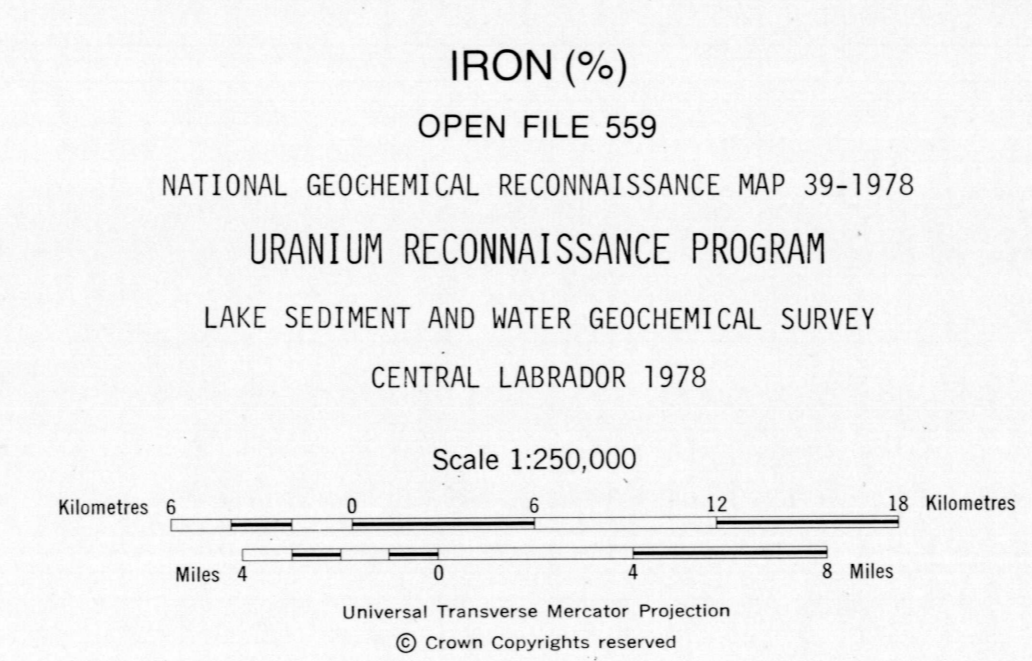 IRON (%)
OPEN FILE 559
NATIONAL GEOCHEMICAL RECONNAISSANCE MAP 39-1978
URANIUM RECONNAISSANCE PROGRAM
LAKE SEDIMENT AND WATER GEOCHEMICAL SURVEY
CENTRAL LABRADOR 1978
Scale 1:250,000
Kilometres 6 0 6 12 18 Kilometres
Miles 4 0 4 8 Miles
Universal Transverse Mercator Projection
© Crown Copyrights reserved